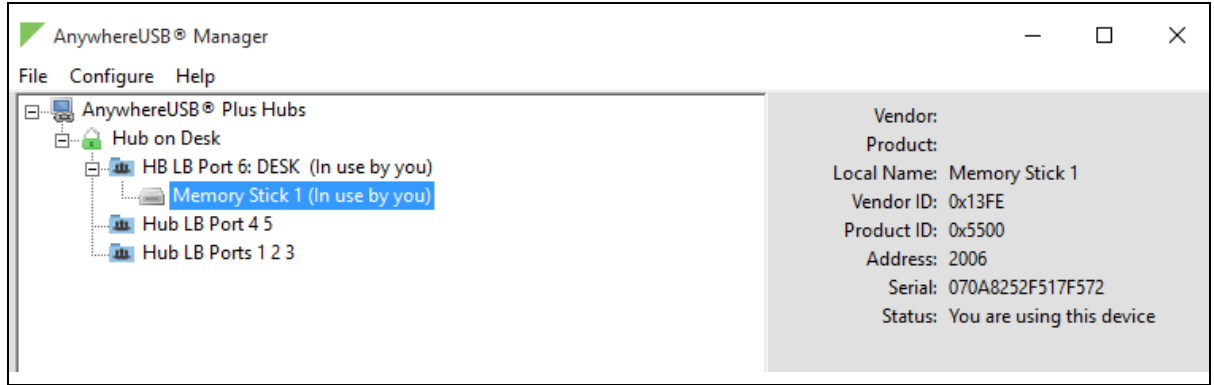 AnywhereUSB® Manager
File Configure Help
AnywhereUSB® Plus Hubs
Hub on Desk
HB LB Port 6: DESK (In use by you)
Memory Stick 1 (In use by you)
Hub LB Port 4 5
Hub LB Ports 1 2 3
Vendor:
Product:
Local Name: Memory Stick 1
Vendor ID: 0x13FE
Product ID: 0x5500
Address: 2006
Serial: 070A8252F517F572
Status: You are using this device